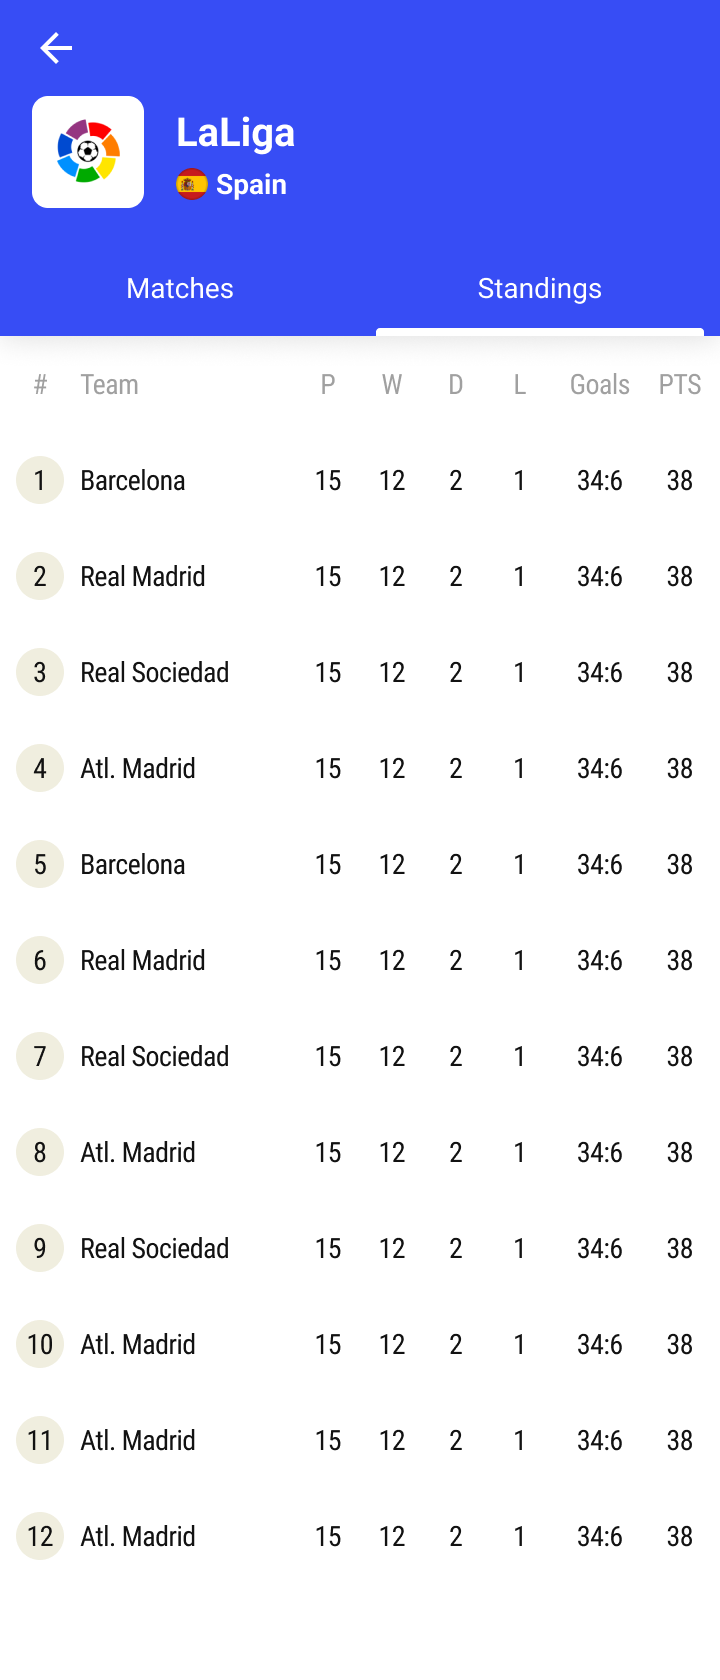 LaLiga
Spain
Matches Standings
# Team P W D L Goals PTS
1 Barcelona 15 12 2 1 34:6 38
2 Real Madrid 15 12 2 1 34:6 38
3 Real Sociedad 15 12 2 1 34:6 38
4 Atl. Madrid 15 12 2 1 34:6 38
5 Barcelona 15 12 2 1 34:6 38
6 Real Madrid 15 12 2 1 34:6 38
7 Real Sociedad 15 12 2 1 34:6 38
8 Atl. Madrid 15 12 2 1 34:6 38
9 Real Sociedad 15 12 2 1 34:6 38
10 Atl. Madrid 15 12 2 1 34:6 38
11 Atl. Madrid 15 12 2 1 34:6 38
12 Atl. Madrid 15 12 2 1 34:6 38